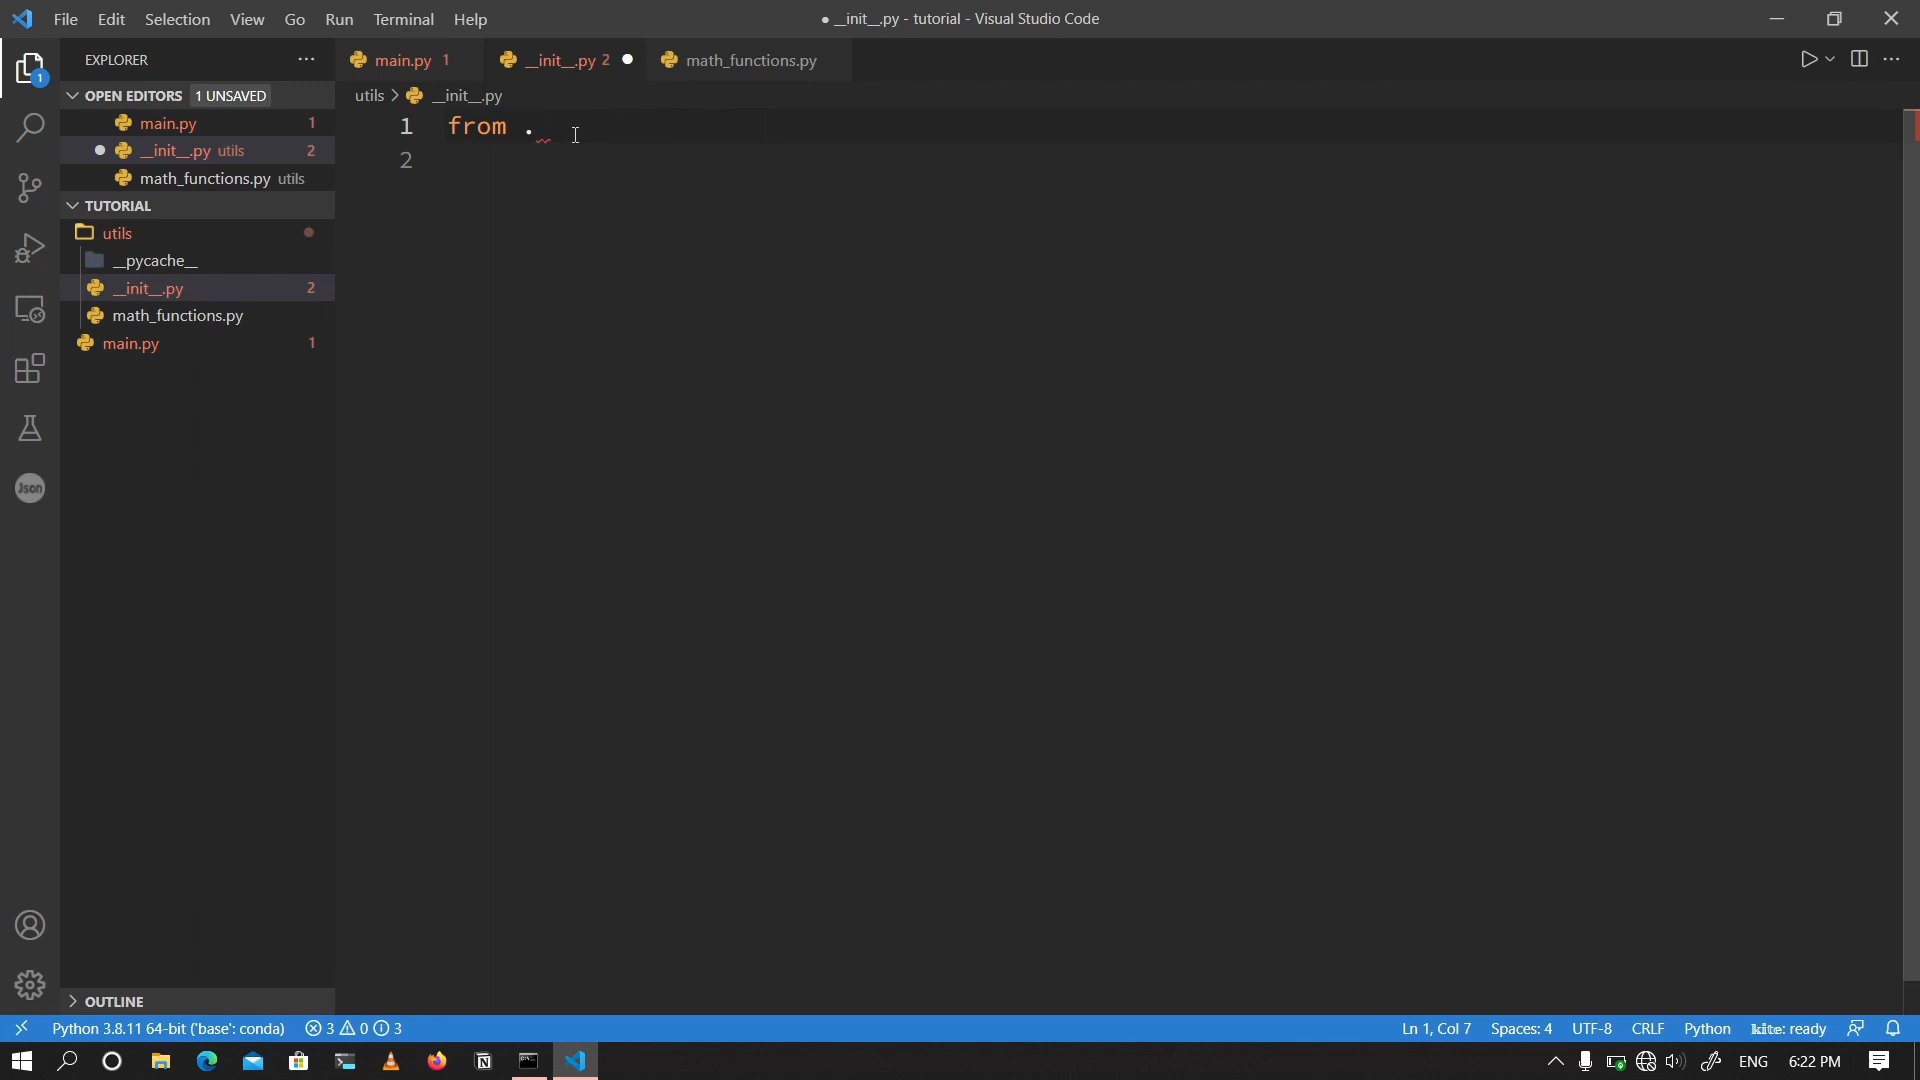 File Edit Selection View Go Run Terminal Help
● __init__.py - tutorial - Visual Studio Code
EXPLORER
main.py 1
__init__.py 2
math_functions.py
OPEN EDITORS 1 UNSAVED
utils > __init__.py
main.py 1
1 from .
__init__.py utils 2
2
math_functions.py utils
TUTORIAL
utils
__pycache__
__init__.py 2
math_functions.py
main.py 1
Json
OUTLINE
Python 3.8.11 64-bit ('base': conda) 3 0 3
Ln 1, Col 7 Spaces: 4 UTF-8 CRLF Python kite: ready
ENG 6:22 PM